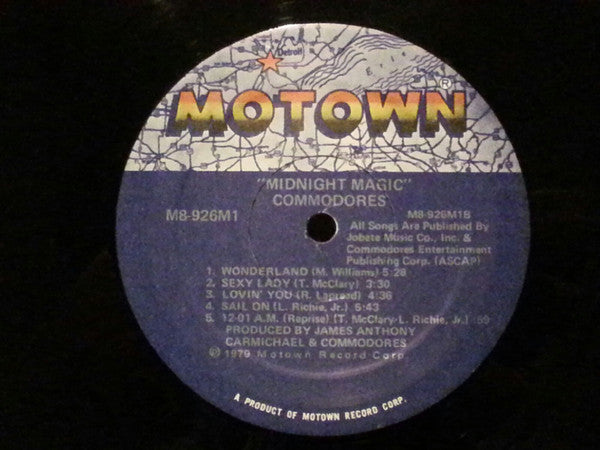 Detroit
Erie
MOTOWN®
"MIDNIGHT MAGIC"
COMMODORES
M8-926M1
M8-926M1B
All Songs Are Published By
Jobete Music Co., Inc. &
Commodores Entertainment
Publishing Corp. (ASCAP)
1. WONDERLAND (M. Williams) 5:28
2. SEXY LADY (T. McClary) 3:30
3. LOVIN' YOU (R. Lapread) 4:36
4. SAIL ON (L. Richie, Jr.) 5:43
5. 12-01 A.M. (Reprise) (T. McClary-L. Richie, Jr.) :59
PRODUCED BY JAMES ANTHONY
CARMICHAEL & COMMODORES
℗ 1979 Motown Record Corp
A PRODUCT OF MOTOWN RECORD CORP.